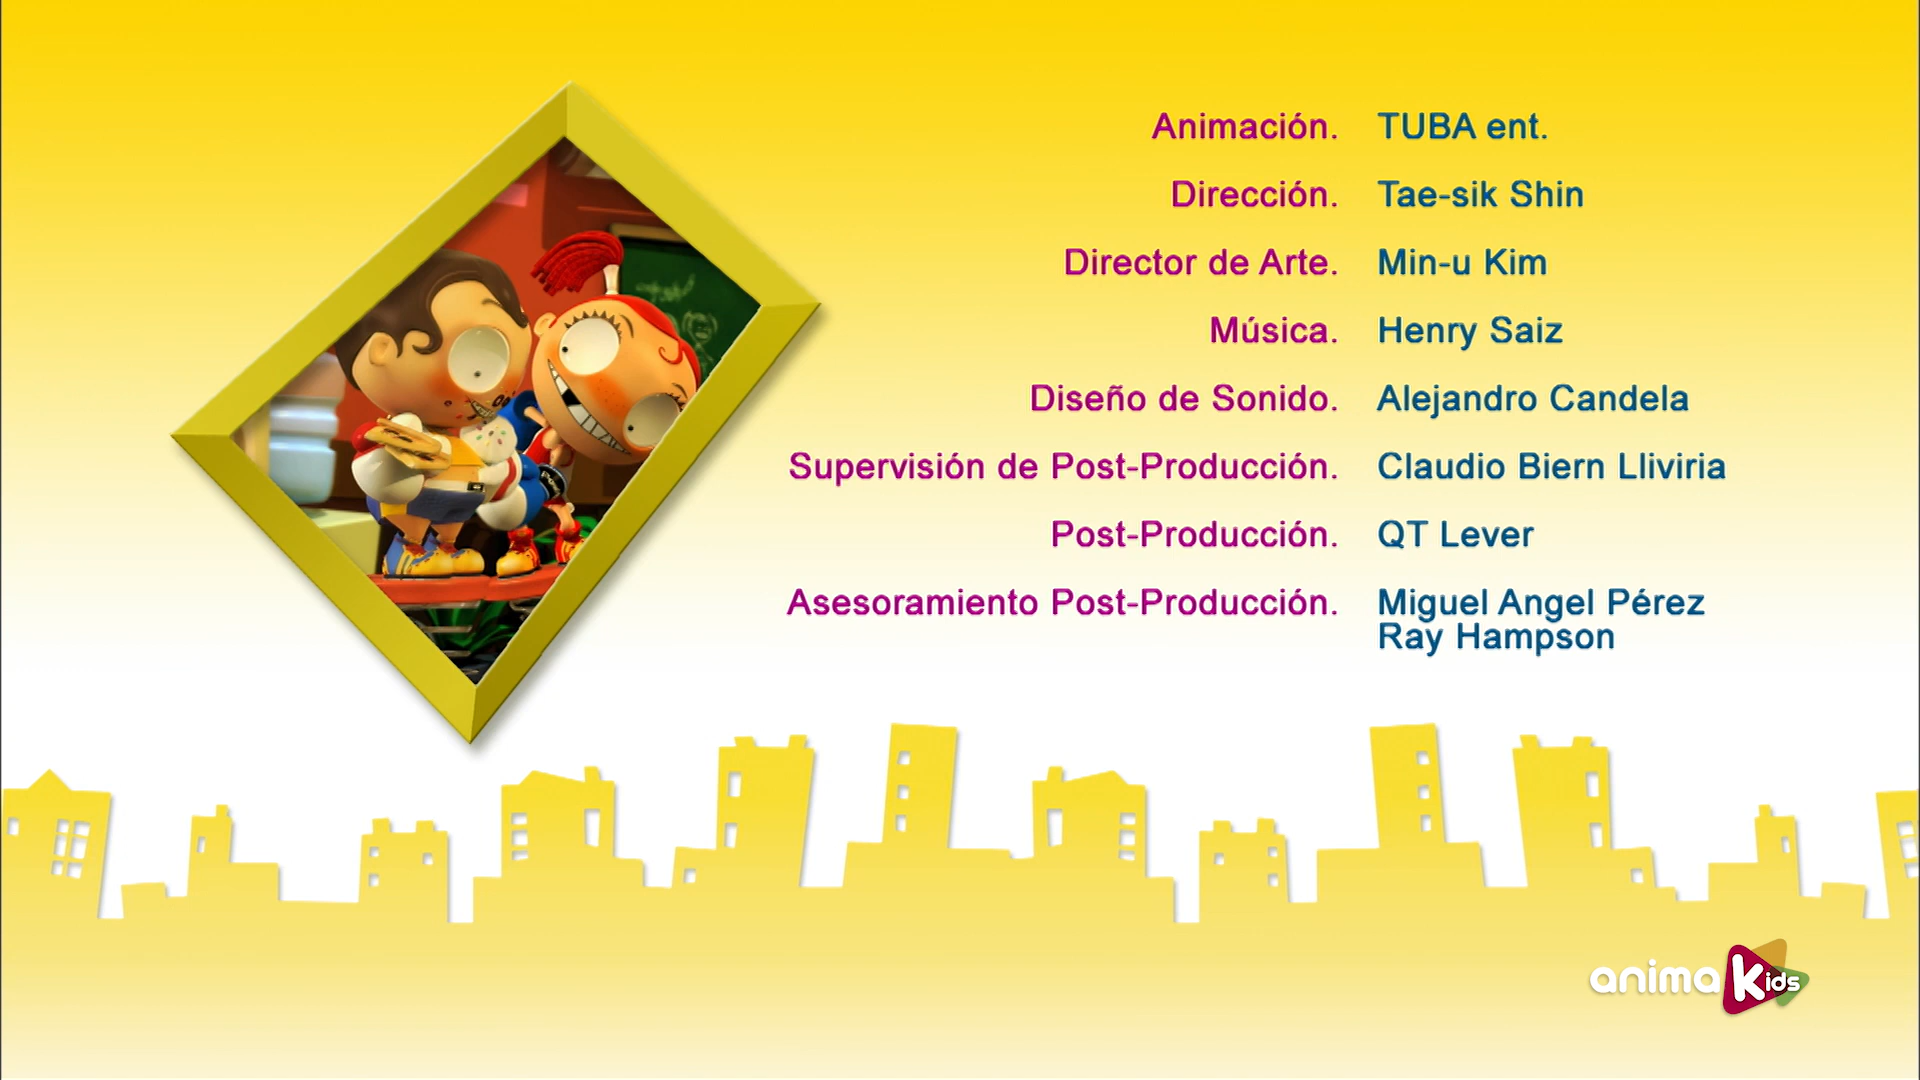 Animación. TUBA ent.
Dirección. Tae-sik Shin
Director de Arte. Min-u Kim
Música. Henry Saiz
Diseño de Sonido. Alejandro Candela
Supervisión de Post-Producción. Claudio Biern Lliviria
Post-Producción. QT Lever
Asesoramiento Post-Producción. Miguel Angel Pérez
Ray Hampson
anima Kids